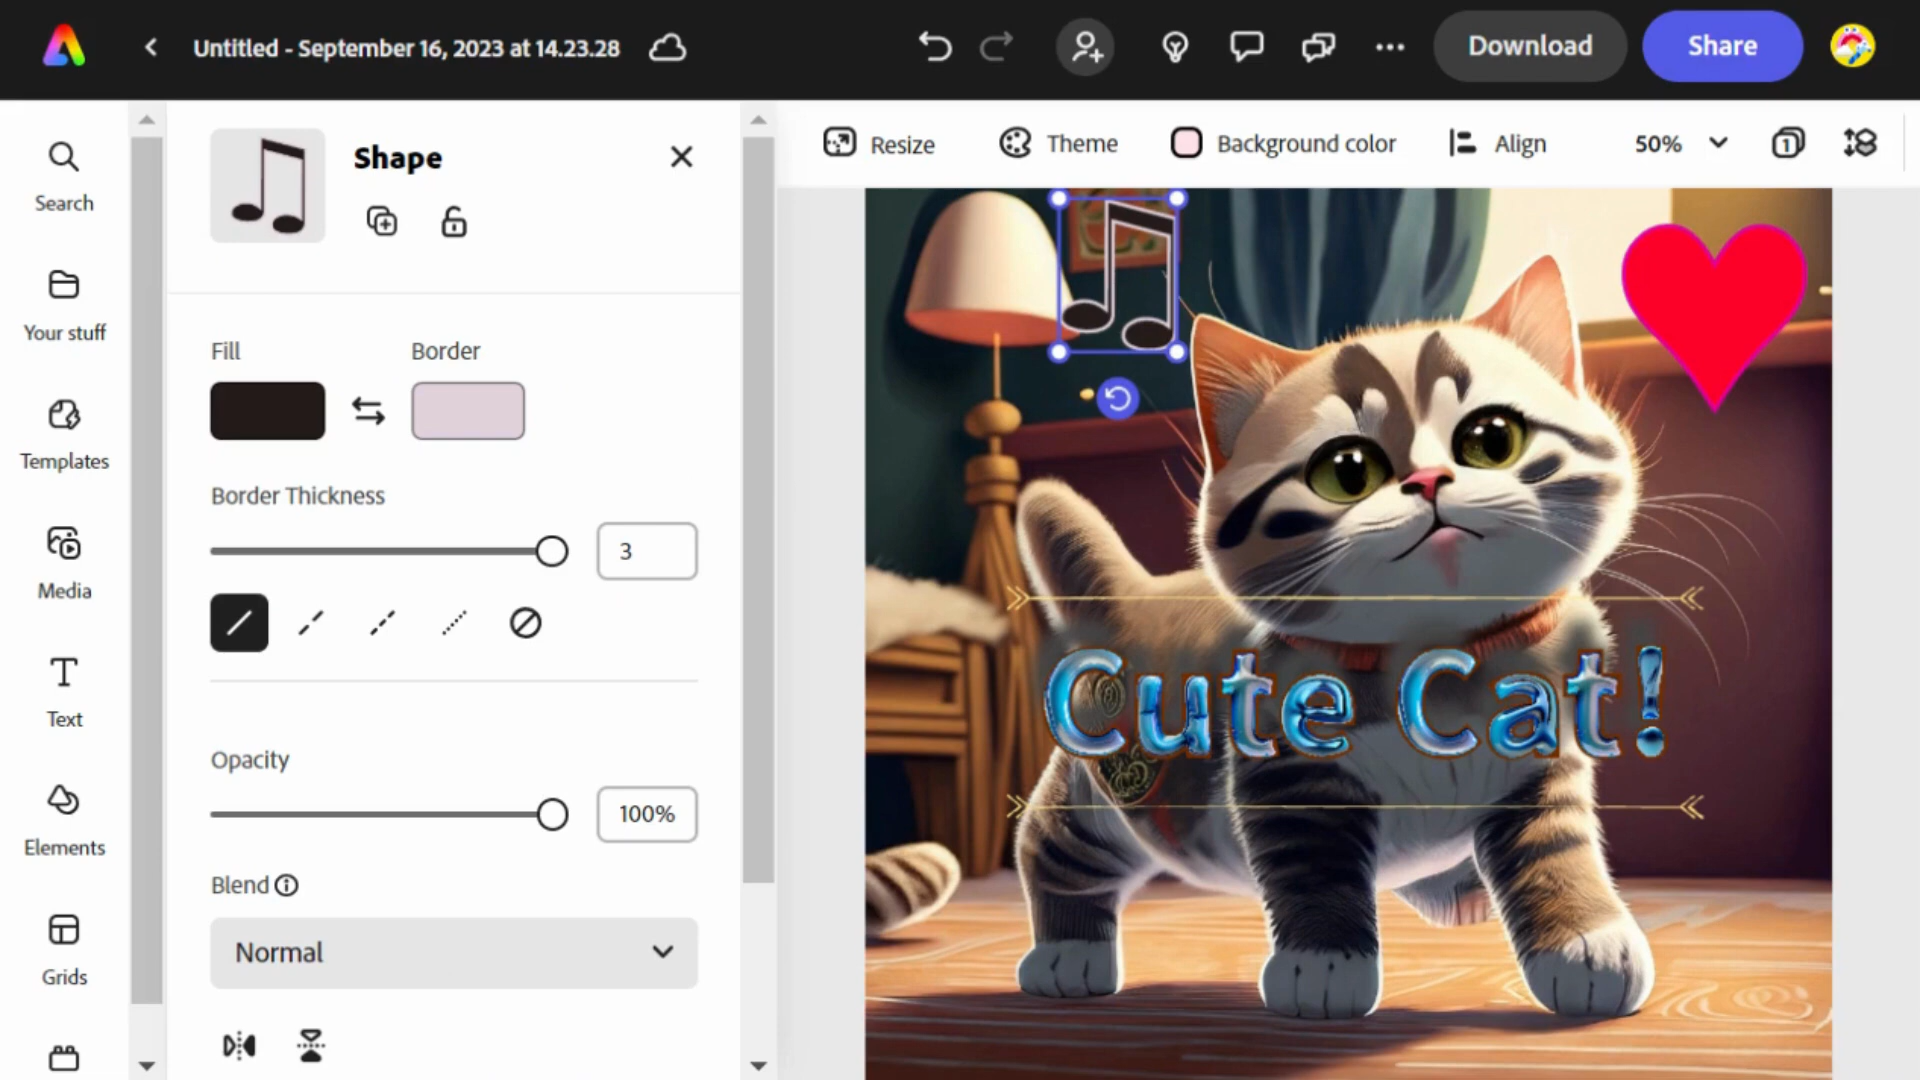 Untitled - September 16, 2023 at 14.23.28
Download
Share
Search
Your stuff
Templates
Media
Text
Elements
Grids
Shape
Fill
Border
Border Thickness
3
Opacity
100%
Blend
Normal
Resize
Theme
Background color
Align
50%
1
Cute Cat!